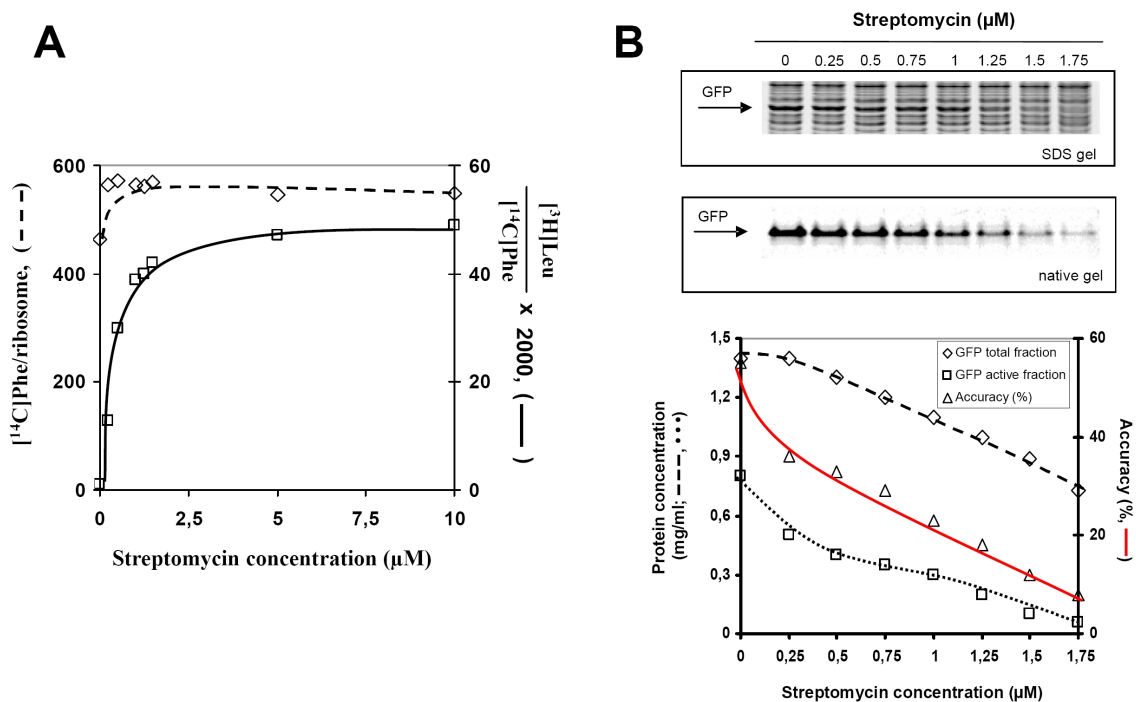 A
600
400
200
0
60
40
20
0
0
2,5
5
7,5
10
[¹⁴C]Phe/ribosome, (---)
[³H]Leu
[¹⁴C]Phe
x 2000, (—)
Streptomycin concentration (µM)
B
Streptomycin (µM)
0 0.25 0.5 0.75 1 1.25 1.5 1.75
GFP
SDS gel
GFP
native gel
1,5
1,2
0,9
0,6
0,3
0
60
40
20
0
GFP total fraction
GFP active fraction
Accuracy (%)
0 0,25 0,5 0,75 1 1,25 1,5 1,75
Protein concentration
(mg/ml; ---, •••)
Accuracy (%, —)
Streptomycin concentration (µM)